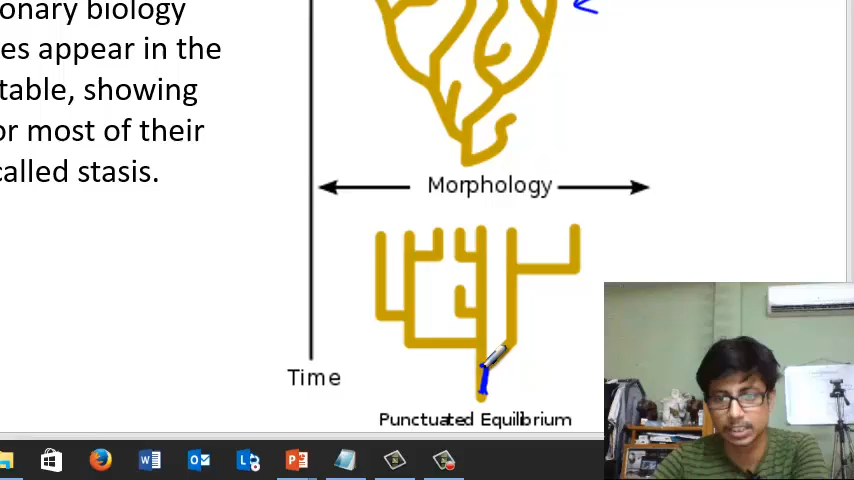 onary biology
es appear in the
table, showing
or most of their
called stasis.
Morphology
Time
Punctuated Equilibrium